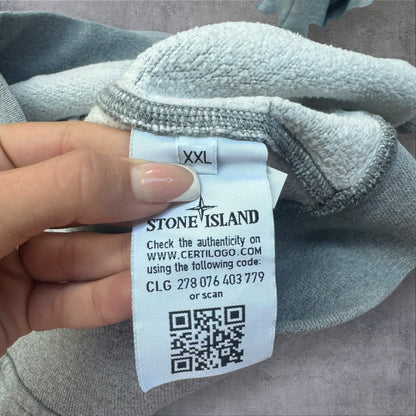 XXL
STONE ISLAND
Check the authenticity on
WWW.CERTILOGO.COM
using the following code:
CLG 278 076 403 779
or scan